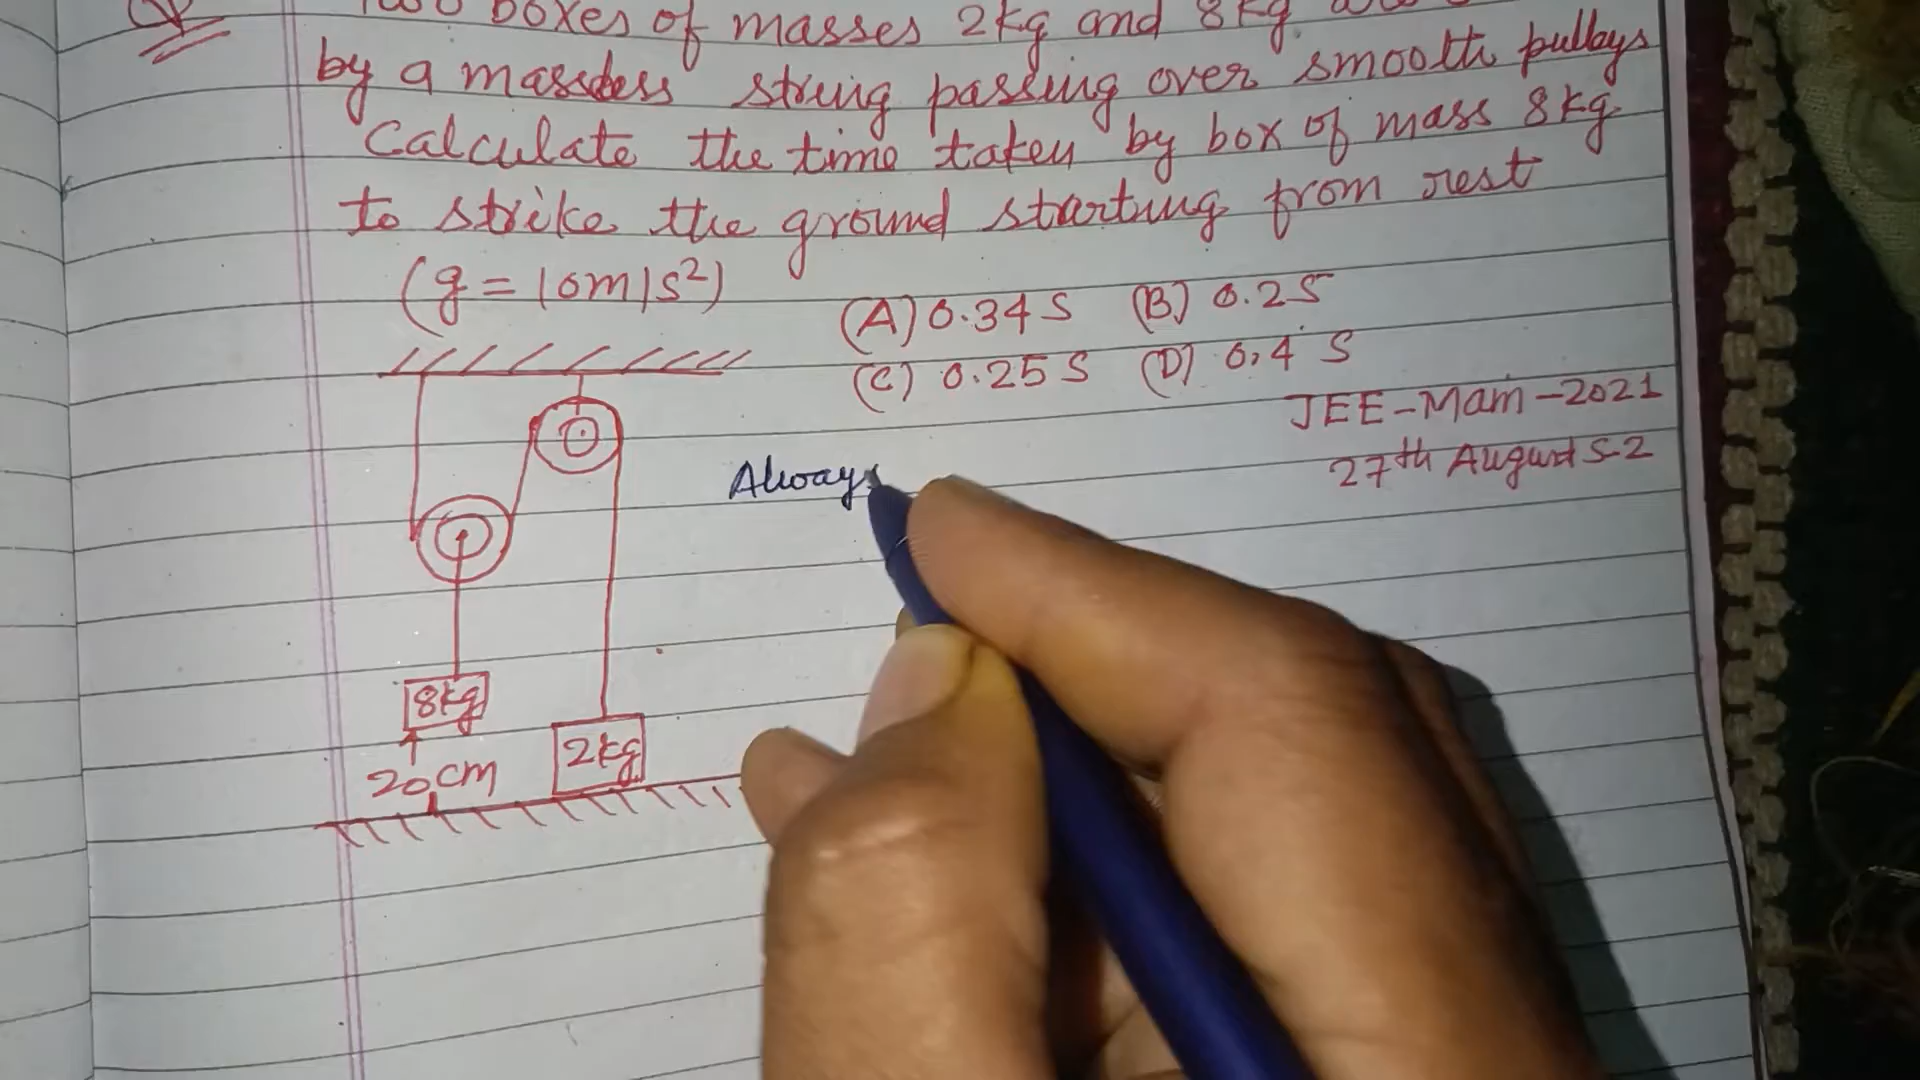 boxes of masses 2kg and 8kg
by a massless string passing over smooth pulleys
Calculate the time taken by box of mass 8kg
to strike the ground starting from rest
(g = 10m/s²)
(A) 0.34 S (B) 0.2 S
(C) 0.25 S (D) 0.4 S
JEE-Main-2021
27th August S-2
Always
8kg
2kg
20cm